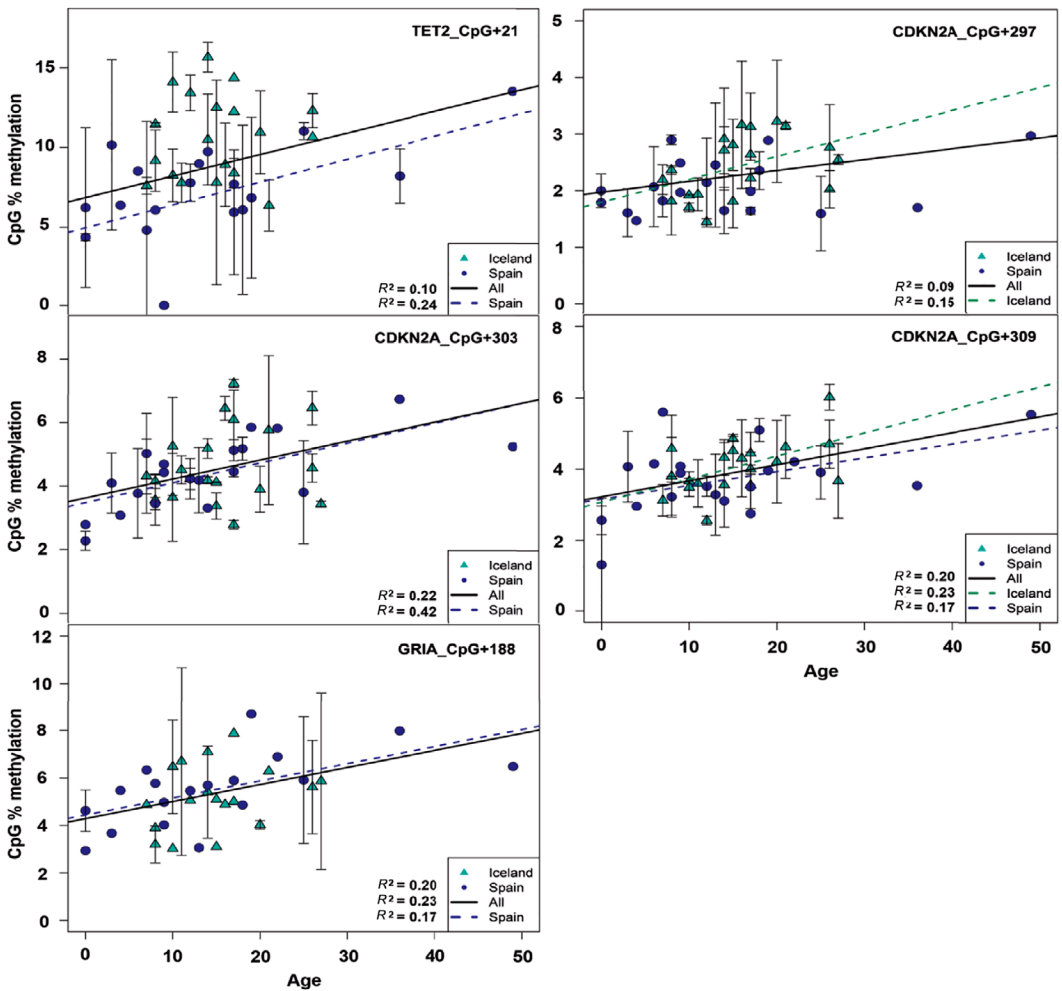 TET2_CpG+21
CpG % methylation
15
10
5
0
Iceland
Spain
All
Spain
R² = 0.10
R² = 0.24
CDKN2A_CpG+297
5
4
3
2
1
0
Iceland
Spain
All
Iceland
R² = 0.09
R² = 0.15
CDKN2A_CpG+303
CpG % methylation
8
6
4
2
0
Iceland
Spain
All
Spain
R² = 0.22
R² = 0.42
CDKN2A_CpG+309
8
6
4
2
0
Iceland
Spain
All
Iceland
Spain
R² = 0.20
R² = 0.23
R² = 0.17
0 10 20 30 40 50
Age
GRIA_CpG+188
CpG % methylation
12
10
8
6
4
2
0
Iceland
Spain
All
Spain
R² = 0.20
R² = 0.23
R² = 0.17
0 10 20 30 40 50
Age